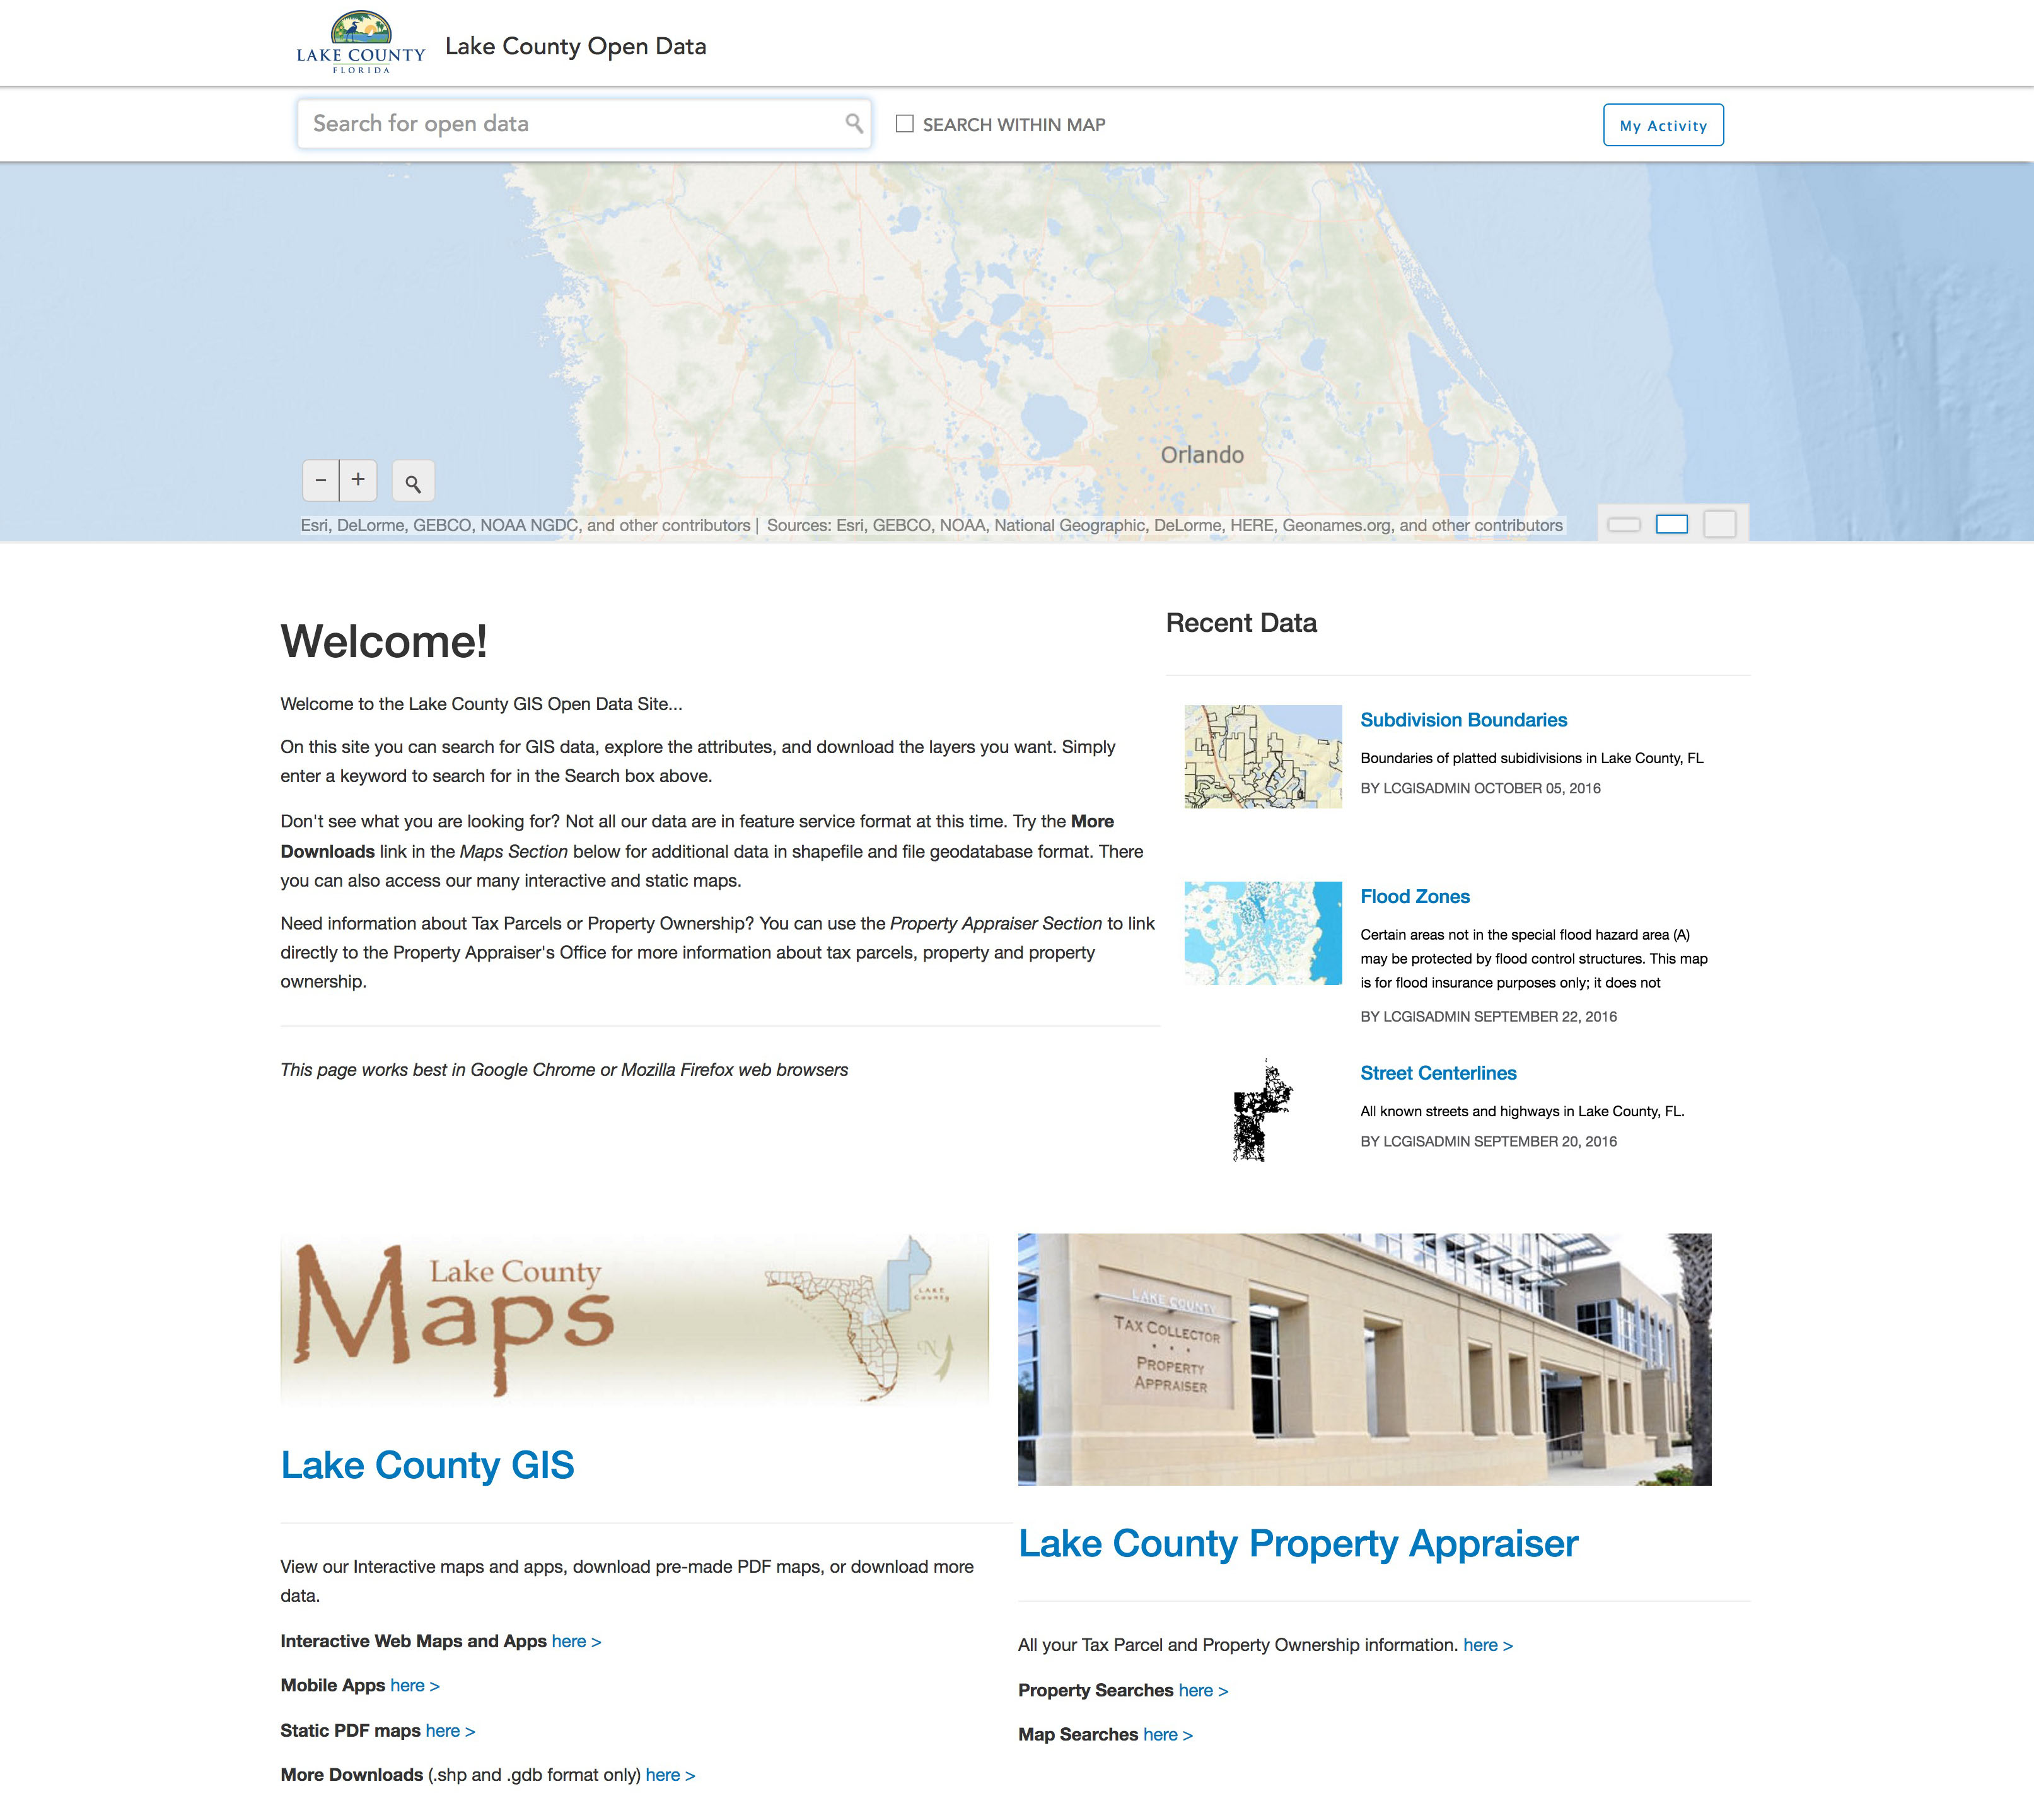 LAKE COUNTY
FLORIDA
Lake County Open Data
Search for open data
SEARCH WITHIN MAP
My Activity
Orlando
− +
Esri, DeLorme, GEBCO, NOAA NGDC, and other contributors | Sources: Esri, GEBCO, NOAA, National Geographic, DeLorme, HERE, Geonames.org, and other contributors
Welcome!
Welcome to the Lake County GIS Open Data Site...
On this site you can search for GIS data, explore the attributes, and download the layers you want. Simply
enter a keyword to search for in the Search box above.
Don't see what you are looking for? Not all our data are in feature service format at this time. Try the More
Downloads link in the Maps Section below for additional data in shapefile and file geodatabase format. There
you can also access our many interactive and static maps.
Need information about Tax Parcels or Property Ownership? You can use the Property Appraiser Section to link
directly to the Property Appraiser's Office for more information about tax parcels, property and property
ownership.
This page works best in Google Chrome or Mozilla Firefox web browsers
Recent Data
Subdivision Boundaries
Boundaries of platted subdivisions in Lake County, FL
BY LCGISADMIN OCTOBER 05, 2016
Flood Zones
Certain areas not in the special flood hazard area (A)
may be protected by flood control structures. This map
is for flood insurance purposes only; it does not
BY LCGISADMIN SEPTEMBER 22, 2016
Street Centerlines
All known streets and highways in Lake County, FL.
BY LCGISADMIN SEPTEMBER 20, 2016
Lake County
Maps
LAKE
County
N
Lake County GIS
View our Interactive maps and apps, download pre-made PDF maps, or download more
data.
Interactive Web Maps and Apps here >
Mobile Apps here >
Static PDF maps here >
More Downloads (.shp and .gdb format only) here >
LAKE COUNTY
TAX COLLECTOR
• • •
PROPERTY
APPRAISER
Lake County Property Appraiser
All your Tax Parcel and Property Ownership information. here >
Property Searches here >
Map Searches here >